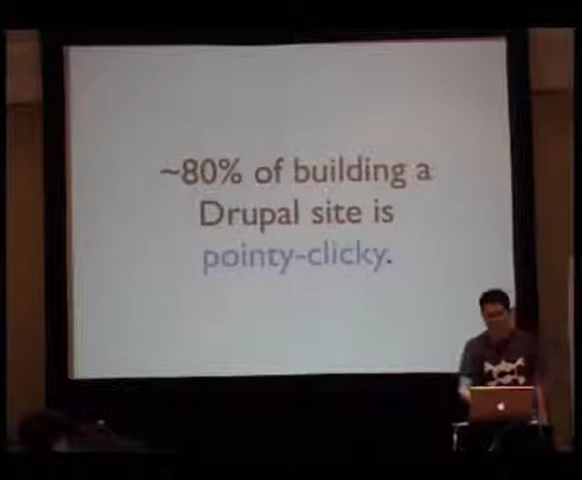 ~80% of building a
Drupal site is
pointy-clicky.